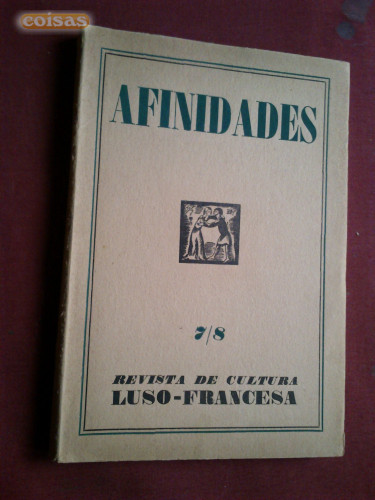 coisas
AFINIDADES
7/8
REVISTA DE CULTURA
LUSO-FRANCESA